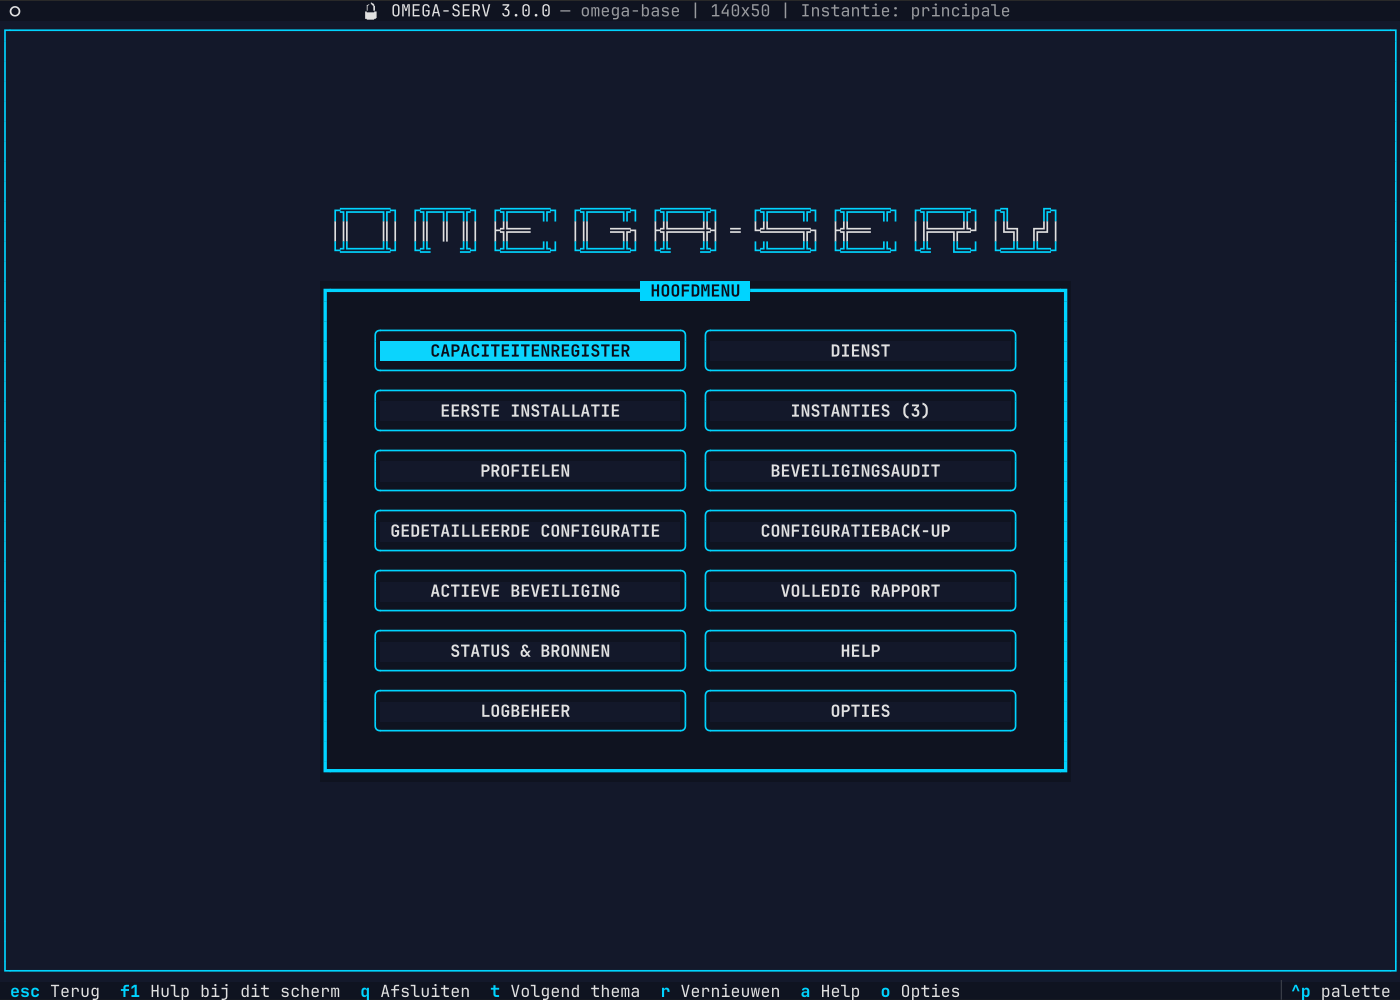 OMEGA-SERV 3.0.0 — omega-base | 140x50 | Instantie: principale
OMEGA-SERV
HOOFDMENU
CAPACITEITENREGISTER DIENST
EERSTE INSTALLATIE INSTANTIES (3)
PROFIELEN BEVEILIGINGSAUDIT
GEDETAILLEERDE CONFIGURATIE CONFIGURATIEBACK-UP
ACTIEVE BEVEILIGING VOLLEDIG RAPPORT
STATUS & BRONNEN HELP
LOGBEHEER OPTIES
esc Terug f1 Hulp bij dit scherm q Afsluiten t Volgend thema r Vernieuwen a Help o Opties ^p palette